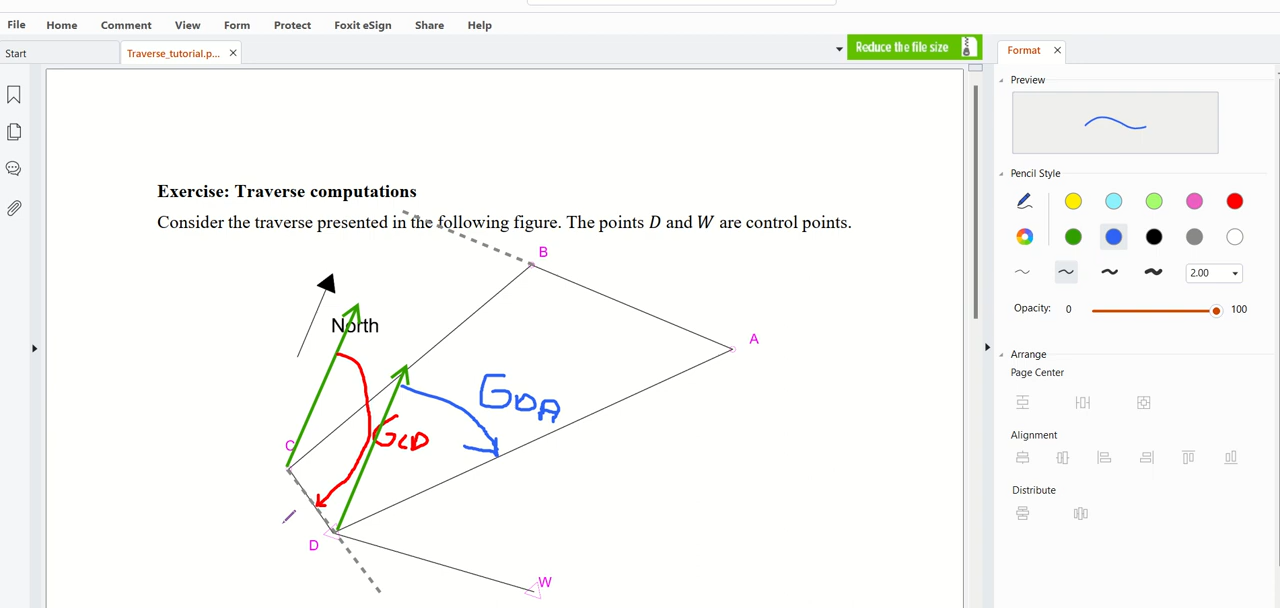 File Home Comment View Form Protect Foxit eSign Share Help
Start
Traverse_tutorial.p...
Reduce the file size
Format
Preview
Pencil Style
2.00
Opacity: 0 100
Arrange
Page Center
Alignment
Distribute
Exercise: Traverse computations
Consider the traverse presented in the following figure. The points D and W are control points.
B
North
A
GDA
GCD
C
D
W